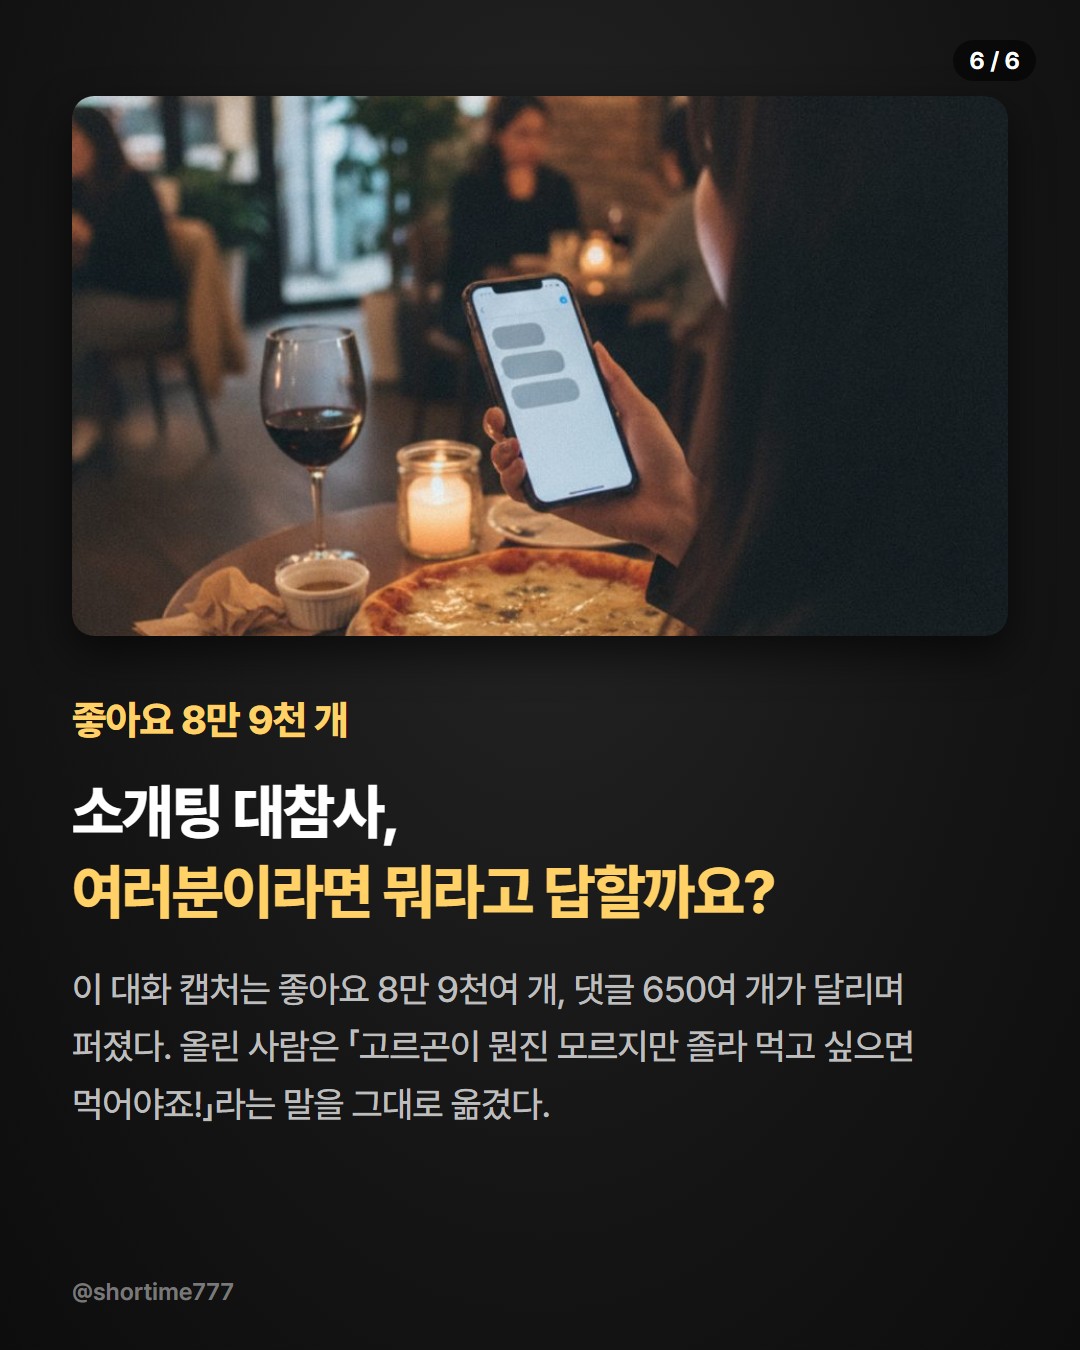 6 / 6
좋아요 8만 9천 개
소개팅 대참사,
여러분이라면 뭐라고 답할까요?
이 대화 캡처는 좋아요 8만 9천여 개, 댓글 650여 개가 달리며
퍼졌다. 올린 사람은 「고르곤이 뭔진 모르지만 졸라 먹고 싶으면
먹어야죠!」라는 말을 그대로 옮겼다.
@shortime777